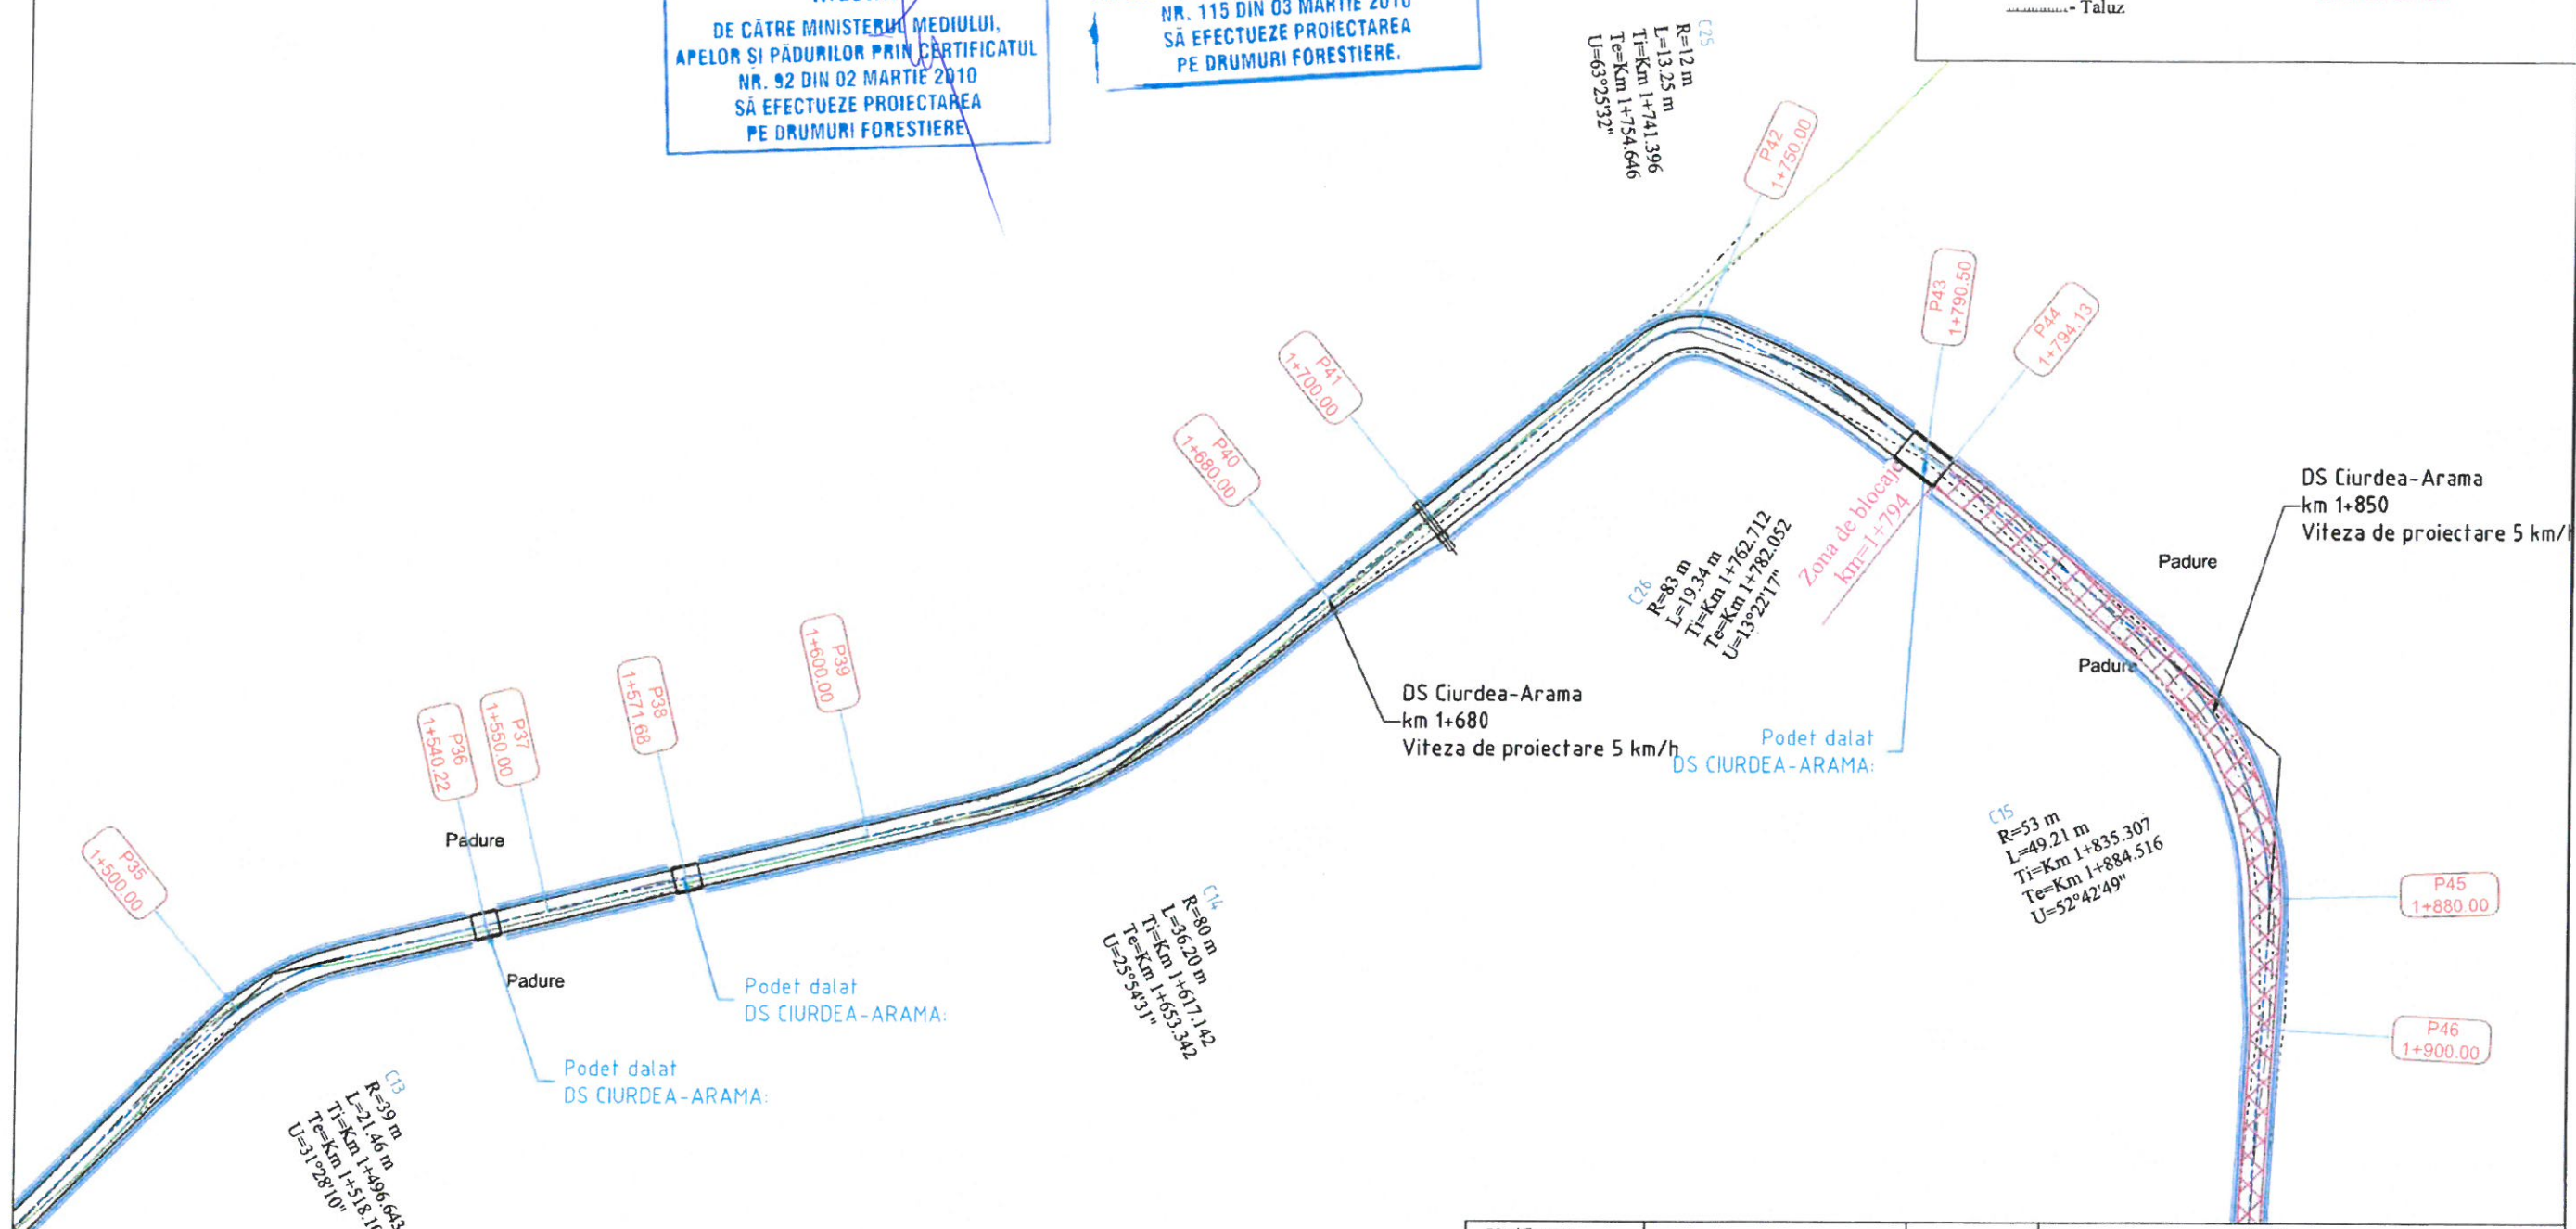 DE CĂTRE MINISTERUL MEDIULUI,
APELOR SI PĂDURILOR PRIN CERTIFICATUL
NR. 92 DIN 02 MARTIE 2010
SĂ EFECTUEZE PROIECTAREA
PE DRUMURI FORESTIERE.
NR. 115 DIN 03 MARTIE 2010
SĂ EFECTUEZE PROIECTAREA
PE DRUMURI FORESTIERE.
- Taluz
C25
R=12 m
L=13.25 m
Ti=Km 1+741.396
Te=Km 1+754.646
U=63°25'32"
P42
1+750.00
P43
1+790.50
P44
1+794.13
P41
1+700.00
P40
1+680.00
DS Ciurdea-Arama
km 1+850
Viteza de proiectare 5 km/h
Padure
Zona de blocaje
km=1+794
C26
R=83 m
L=19.34 m
Ti=Km 1+762.712
Te=Km 1+782.052
U=13°22'17"
Padure
P39
1+600.00
P38
1+571.68
P37
1+550.00
P36
1+540.22
DS Ciurdea-Arama
km 1+680
Viteza de proiectare 5 km/h
Podet dalat
DS CIURDEA-ARAMA:
C15
R=53 m
L=49.21 m
Ti=Km 1+835.307
Te=Km 1+884.516
U=52°42'49"
Padure
P35
1+500.00
P45
1+880.00
C14
R=80 m
L=36.20 m
Ti=Km 1+617.142
Te=Km 1+653.342
U=25°54'31"
Padure
Podet dalat
DS CIURDEA-ARAMA:
P46
1+900.00
Podet dalat
DS CIURDEA-ARAMA:
C13
R=39 m
L=21.46 m
Ti=Km 1+496.643
U=31°28'10"